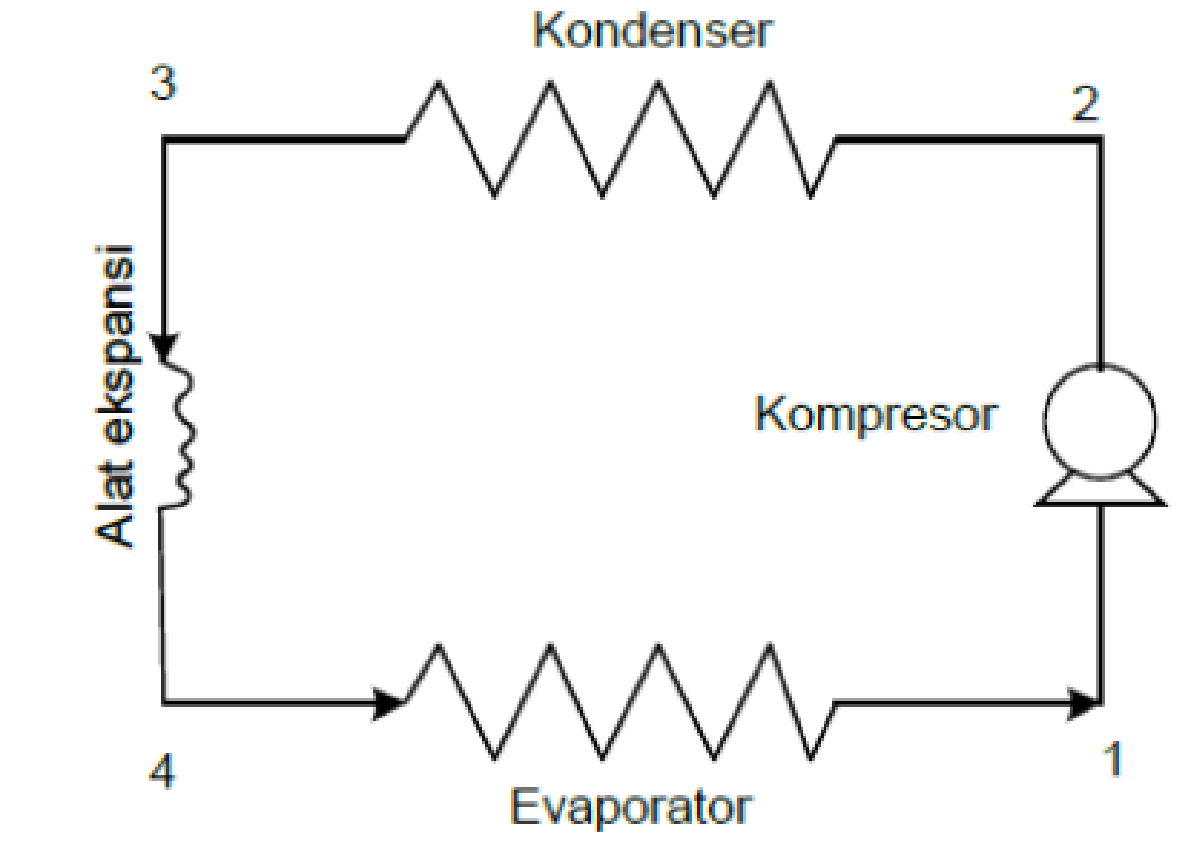 Kondenser
3
2
Alat ekspansi
Kompresor
4
1
Evaporator